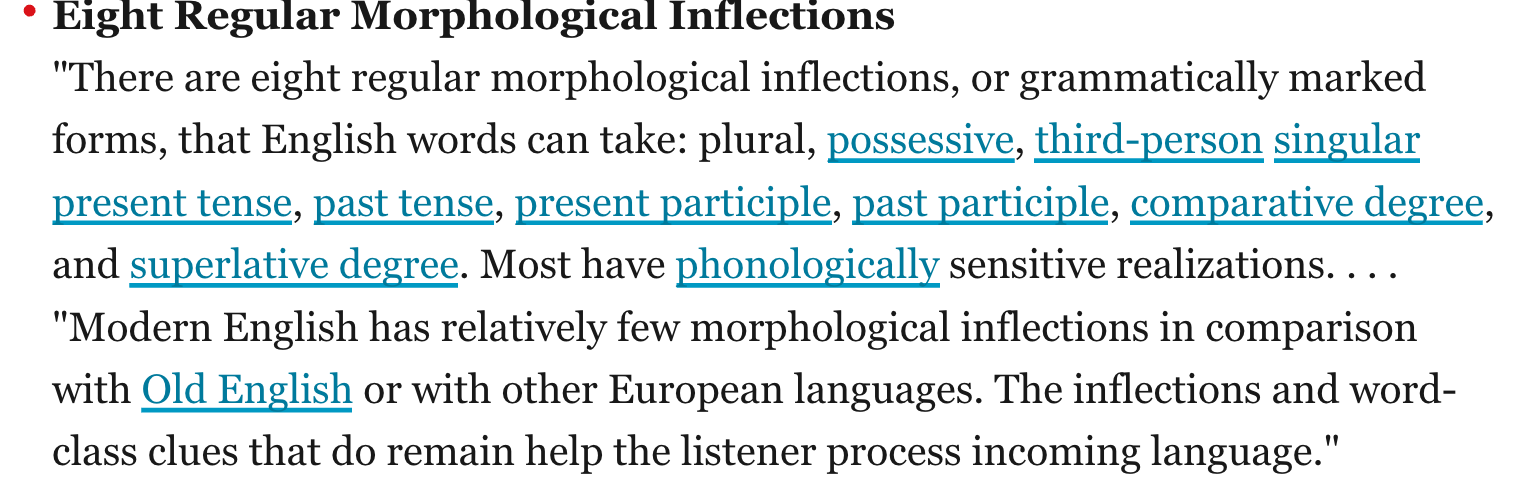 • Eight Regular Morphological Inflections
"There are eight regular morphological inflections, or grammatically marked
forms, that English words can take: plural, possessive, third-person singular
present tense, past tense, present participle, past participle, comparative degree,
and superlative degree. Most have phonologically sensitive realizations. . . .
"Modern English has relatively few morphological inflections in comparison
with Old English or with other European languages. The inflections and word-
class clues that do remain help the listener process incoming language."